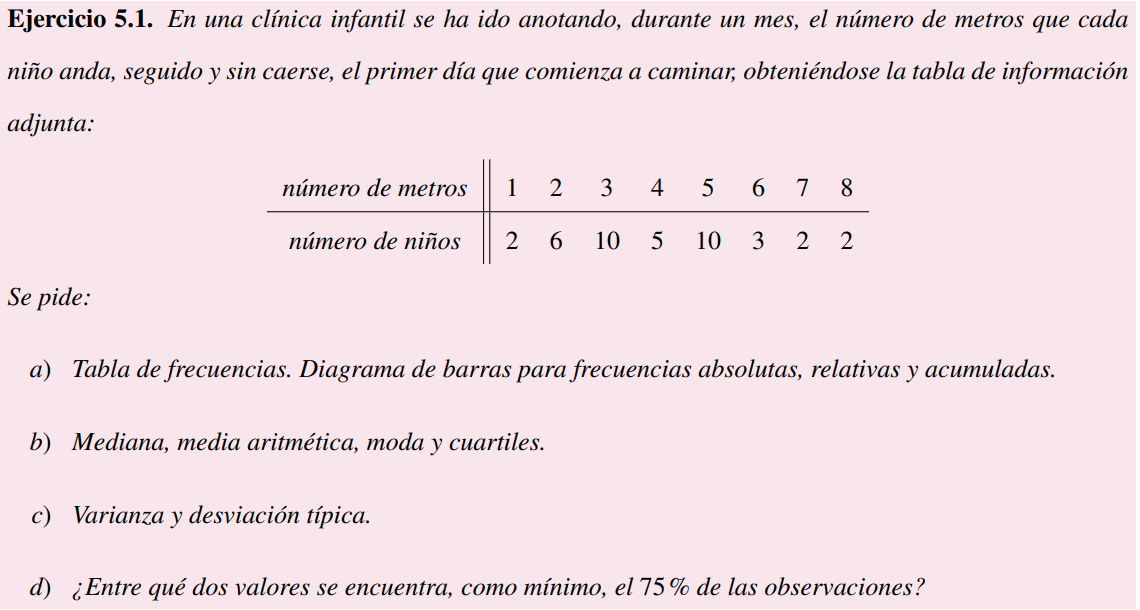 Ejercicio 5.1. En una clínica infantil se ha ido anotando, durante un mes, el número de metros que cada
niño anda, seguido y sin caerse, el primer día que comienza a caminar, obteniéndose la tabla de información
adjunta:
número de metros 1 2 3 4 5 6 7 8
número de niños 2 6 10 5 10 3 2 2
Se pide:
a) Tabla de frecuencias. Diagrama de barras para frecuencias absolutas, relativas y acumuladas.
b) Mediana, media aritmética, moda y cuartiles.
c) Varianza y desviación típica.
d) ¿Entre qué dos valores se encuentra, como mínimo, el 75 % de las observaciones?